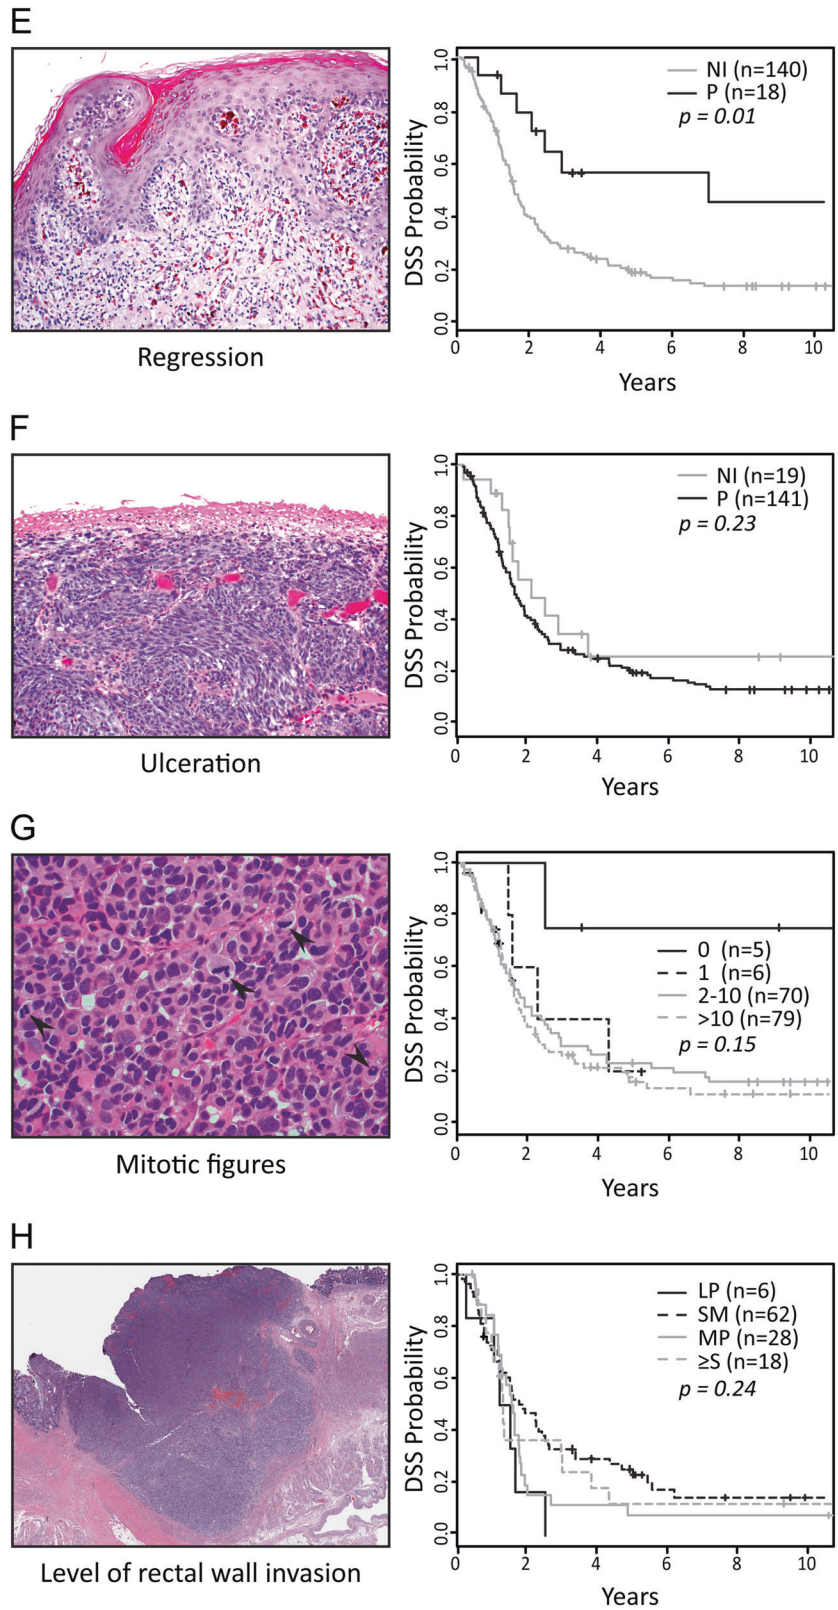 E
NI (n=140)
P (n=18)
p = 0.01
DSS Probability
0.0 0.2 0.4 0.6 0.8 1.0
0 2 4 6 8 10
Regression
Years
F
NI (n=19)
P (n=141)
p = 0.23
DSS Probability
0.0 0.2 0.4 0.6 0.8 1.0
0 2 4 6 8 10
Ulceration
Years
G
0 (n=5)
1 (n=6)
2-10 (n=70)
>10 (n=79)
p = 0.15
DSS Probability
0.0 0.2 0.4 0.6 0.8 1.0
0 2 4 6 8 10
Mitotic figures
Years
H
LP (n=6)
SM (n=62)
MP (n=28)
≥S (n=18)
p = 0.24
DSS Probability
0.0 0.2 0.4 0.6 0.8 1.0
0 2 4 6 8 10
Level of rectal wall invasion
Years